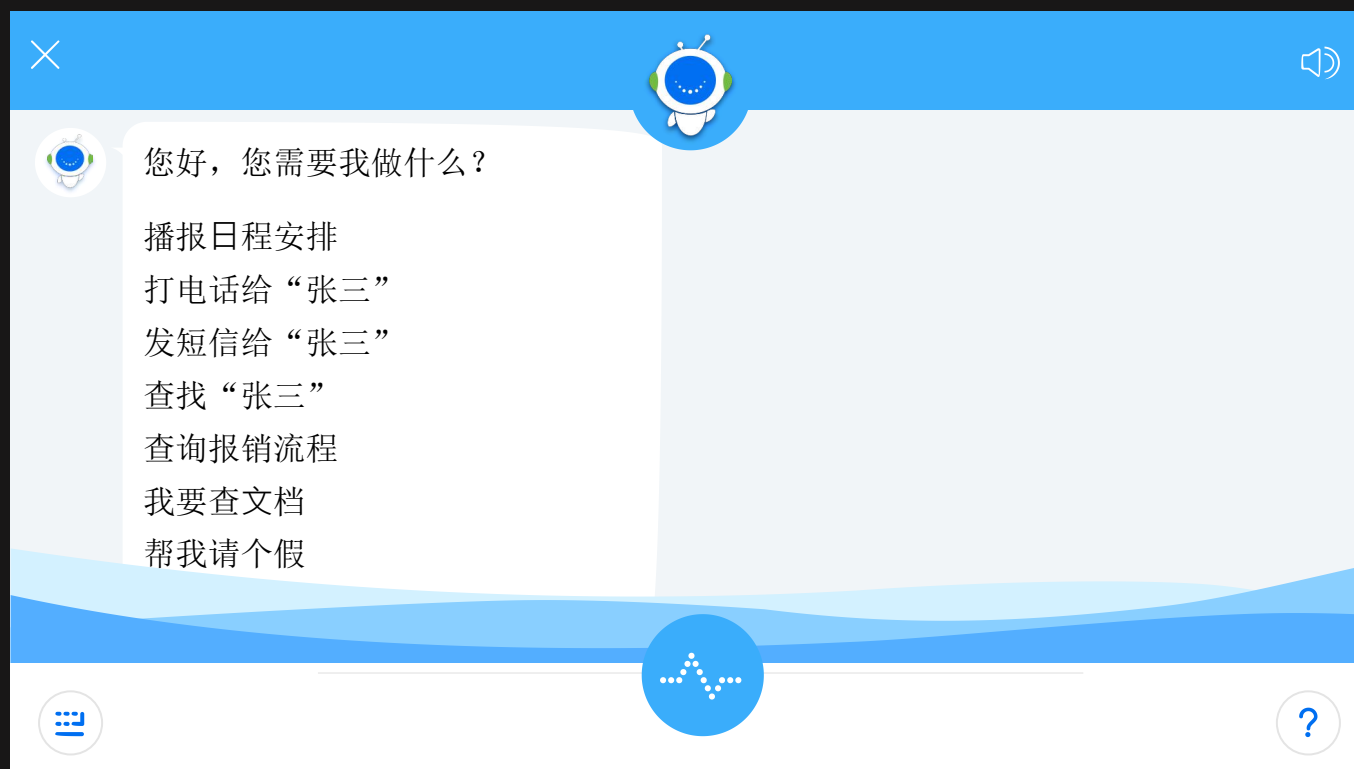 您好，您需要我做什么？
播报日程安排
打电话给“张三”
发短信给“张三”
查找“张三”
查询报销流程
我要查文档
帮我请个假
?